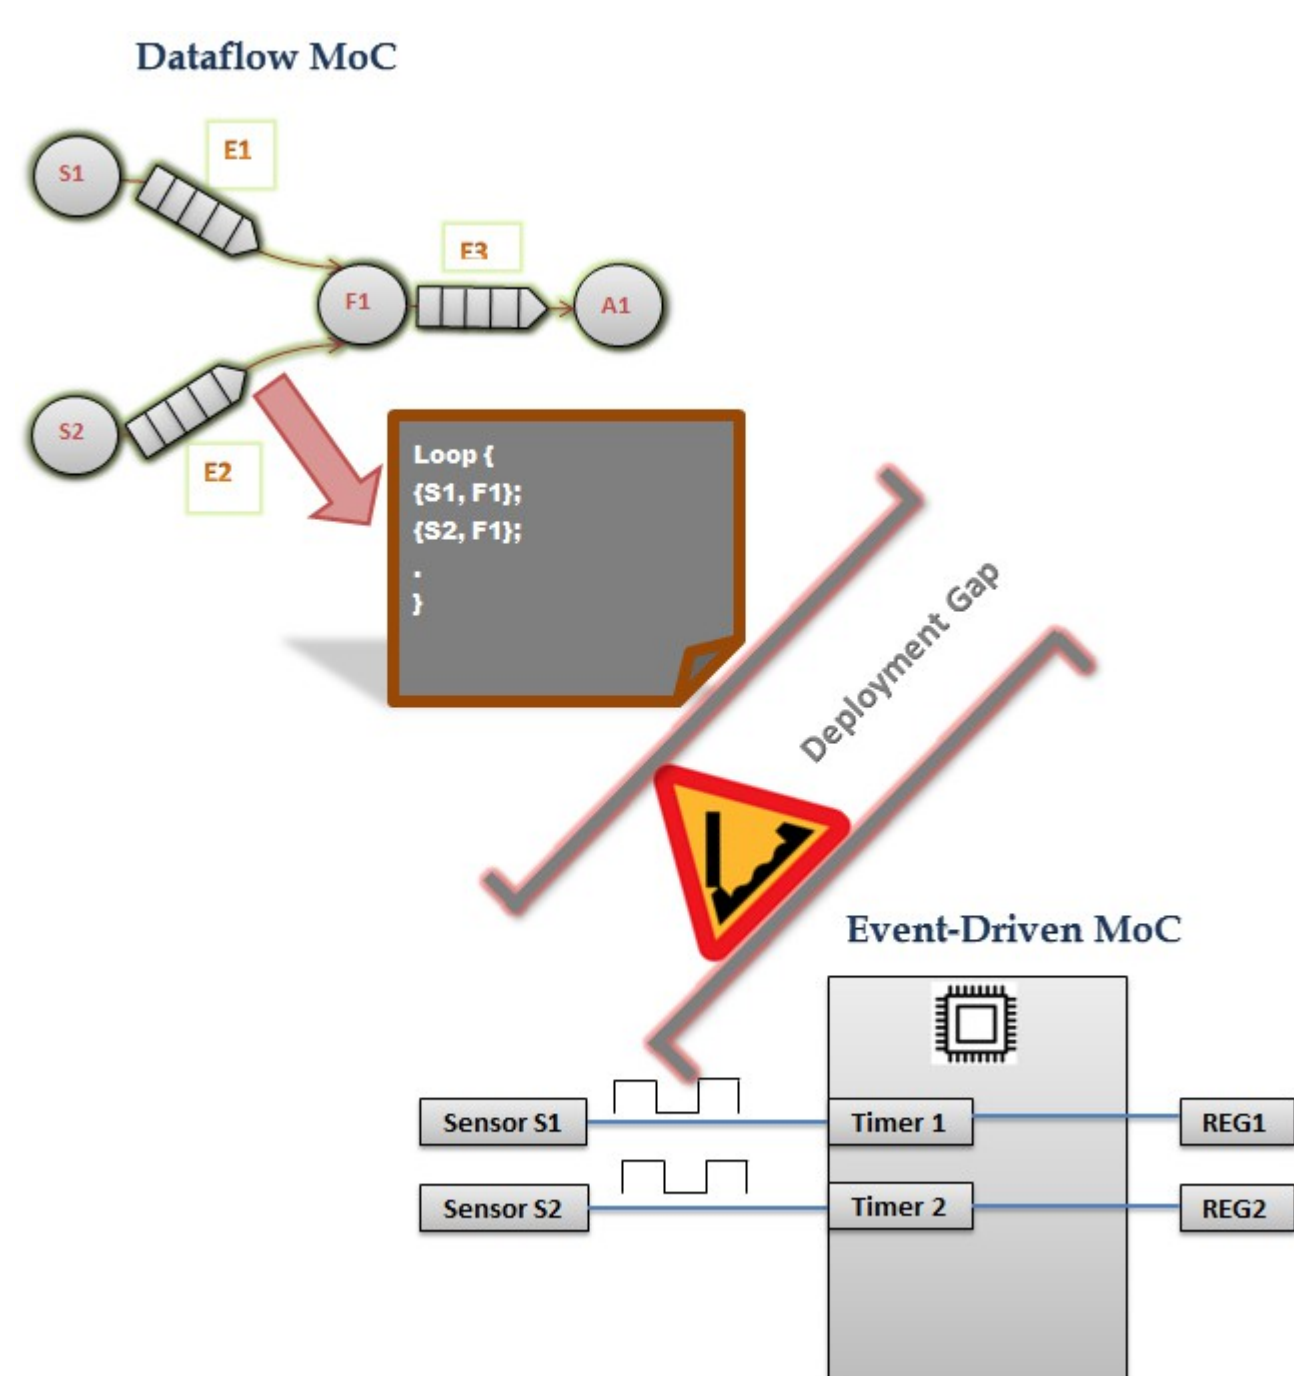 Dataflow MoC
E1
S1
E3
F1
A1
S2
E2
Loop {
{S1, F1};
{S2, F1};
.
}
Deployment Gap
Event-Driven MoC
Sensor S1
Timer 1
REG1
Sensor S2
Timer 2
REG2